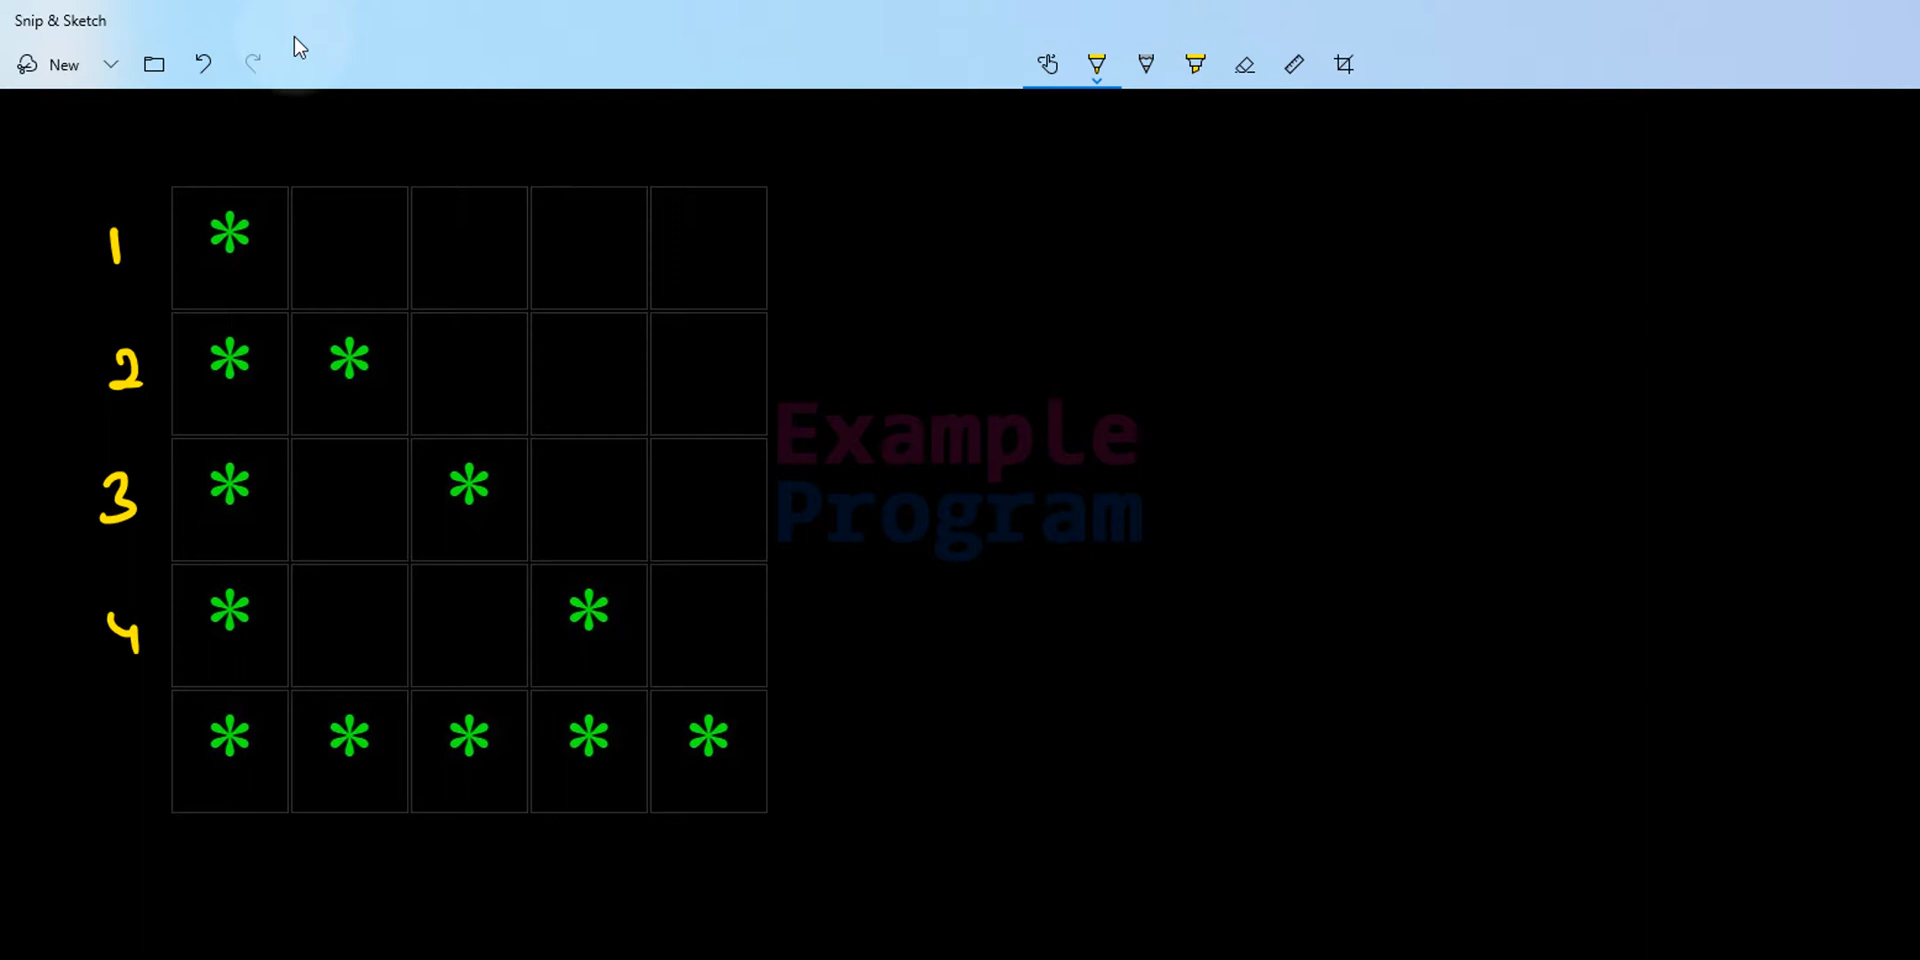 Snip & Sketch
New
1 *
2 * *
3 * *
4 * *
* * * * *
Example
Program